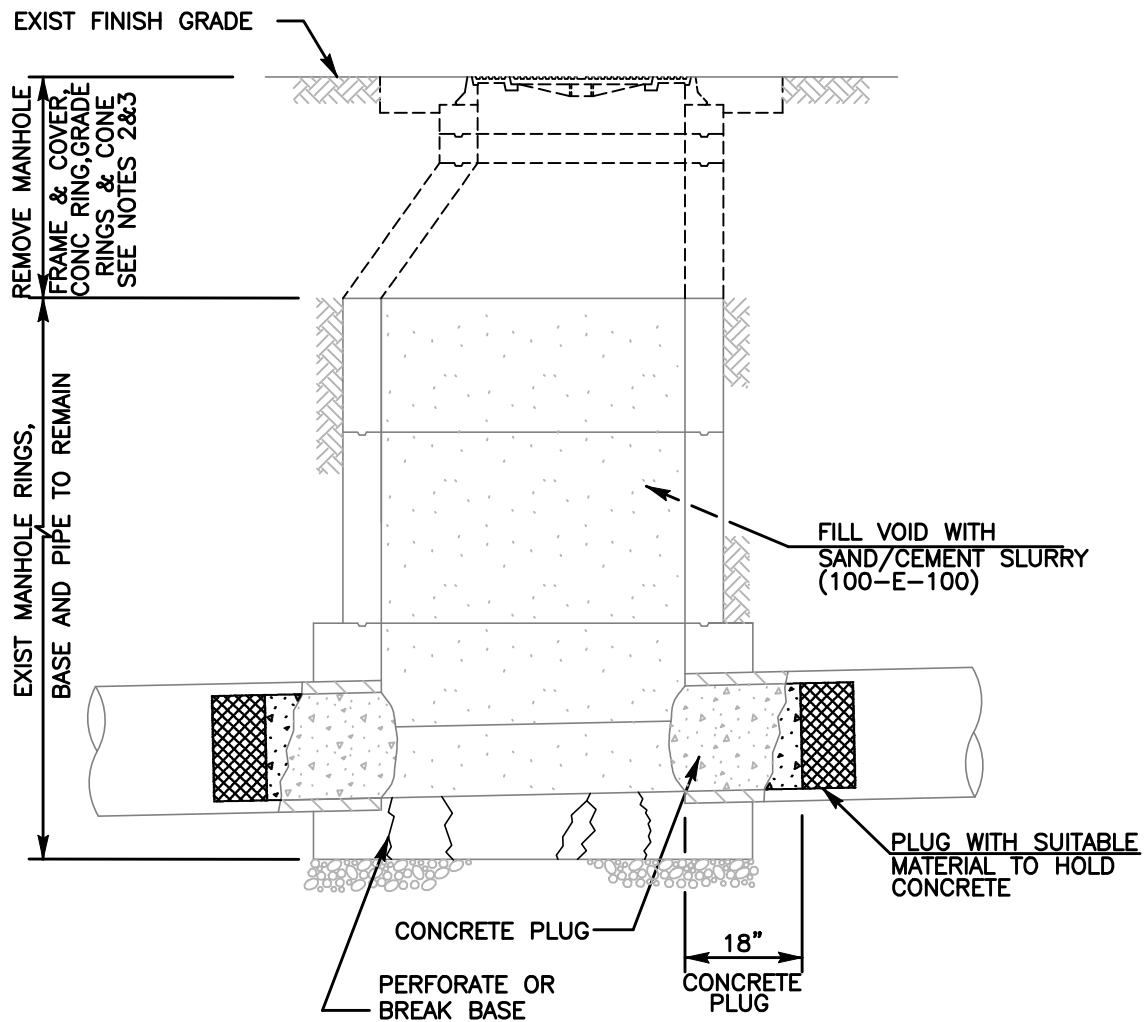 EXIST FINISH GRADE
REMOVE MANHOLE
FRAME & COVER,
CONC RING,GRADE
RINGS & CONE
SEE NOTES 2&3
EXIST MANHOLE RINGS,
BASE AND PIPE TO REMAIN
FILL VOID WITH
SAND/CEMENT SLURRY
(100-E-100)
PLUG WITH SUITABLE
MATERIAL TO HOLD
CONCRETE
CONCRETE PLUG
18"
CONCRETE
PLUG
PERFORATE OR
BREAK BASE